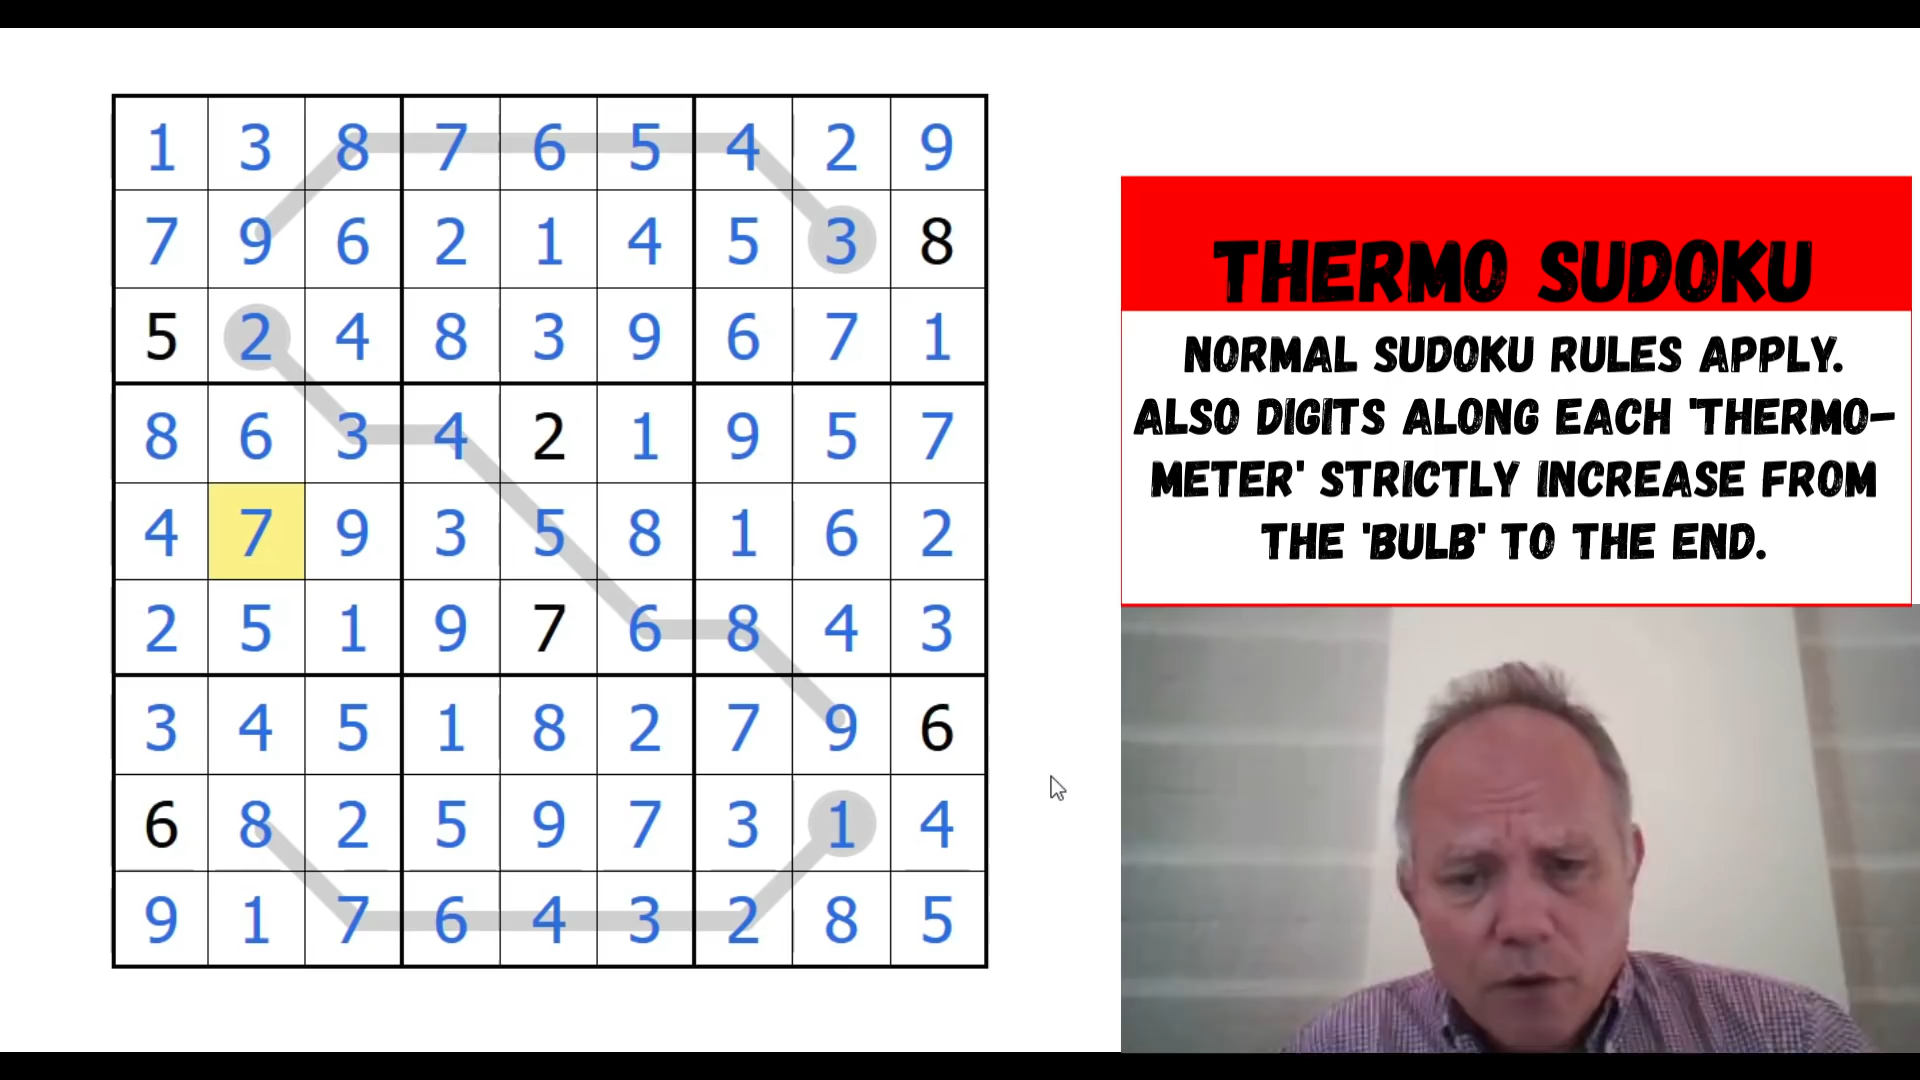 1 3 8 7 6 5 4 2 9
7 9 6 2 1 4 5 3 8
5 2 4 8 3 9 6 7 1
8 6 3 4 2 1 9 5 7
4 7 9 3 5 8 1 6 2
2 5 1 9 7 6 8 4 3
3 4 5 1 8 2 7 9 6
6 8 2 5 9 7 3 1 4
9 1 7 6 4 3 2 8 5
THERMO SUDOKU
NORMAL SUDOKU RULES APPLY.
ALSO DIGITS ALONG EACH 'THERMO-
METER' STRICTLY INCREASE FROM
THE 'BULB' TO THE END.